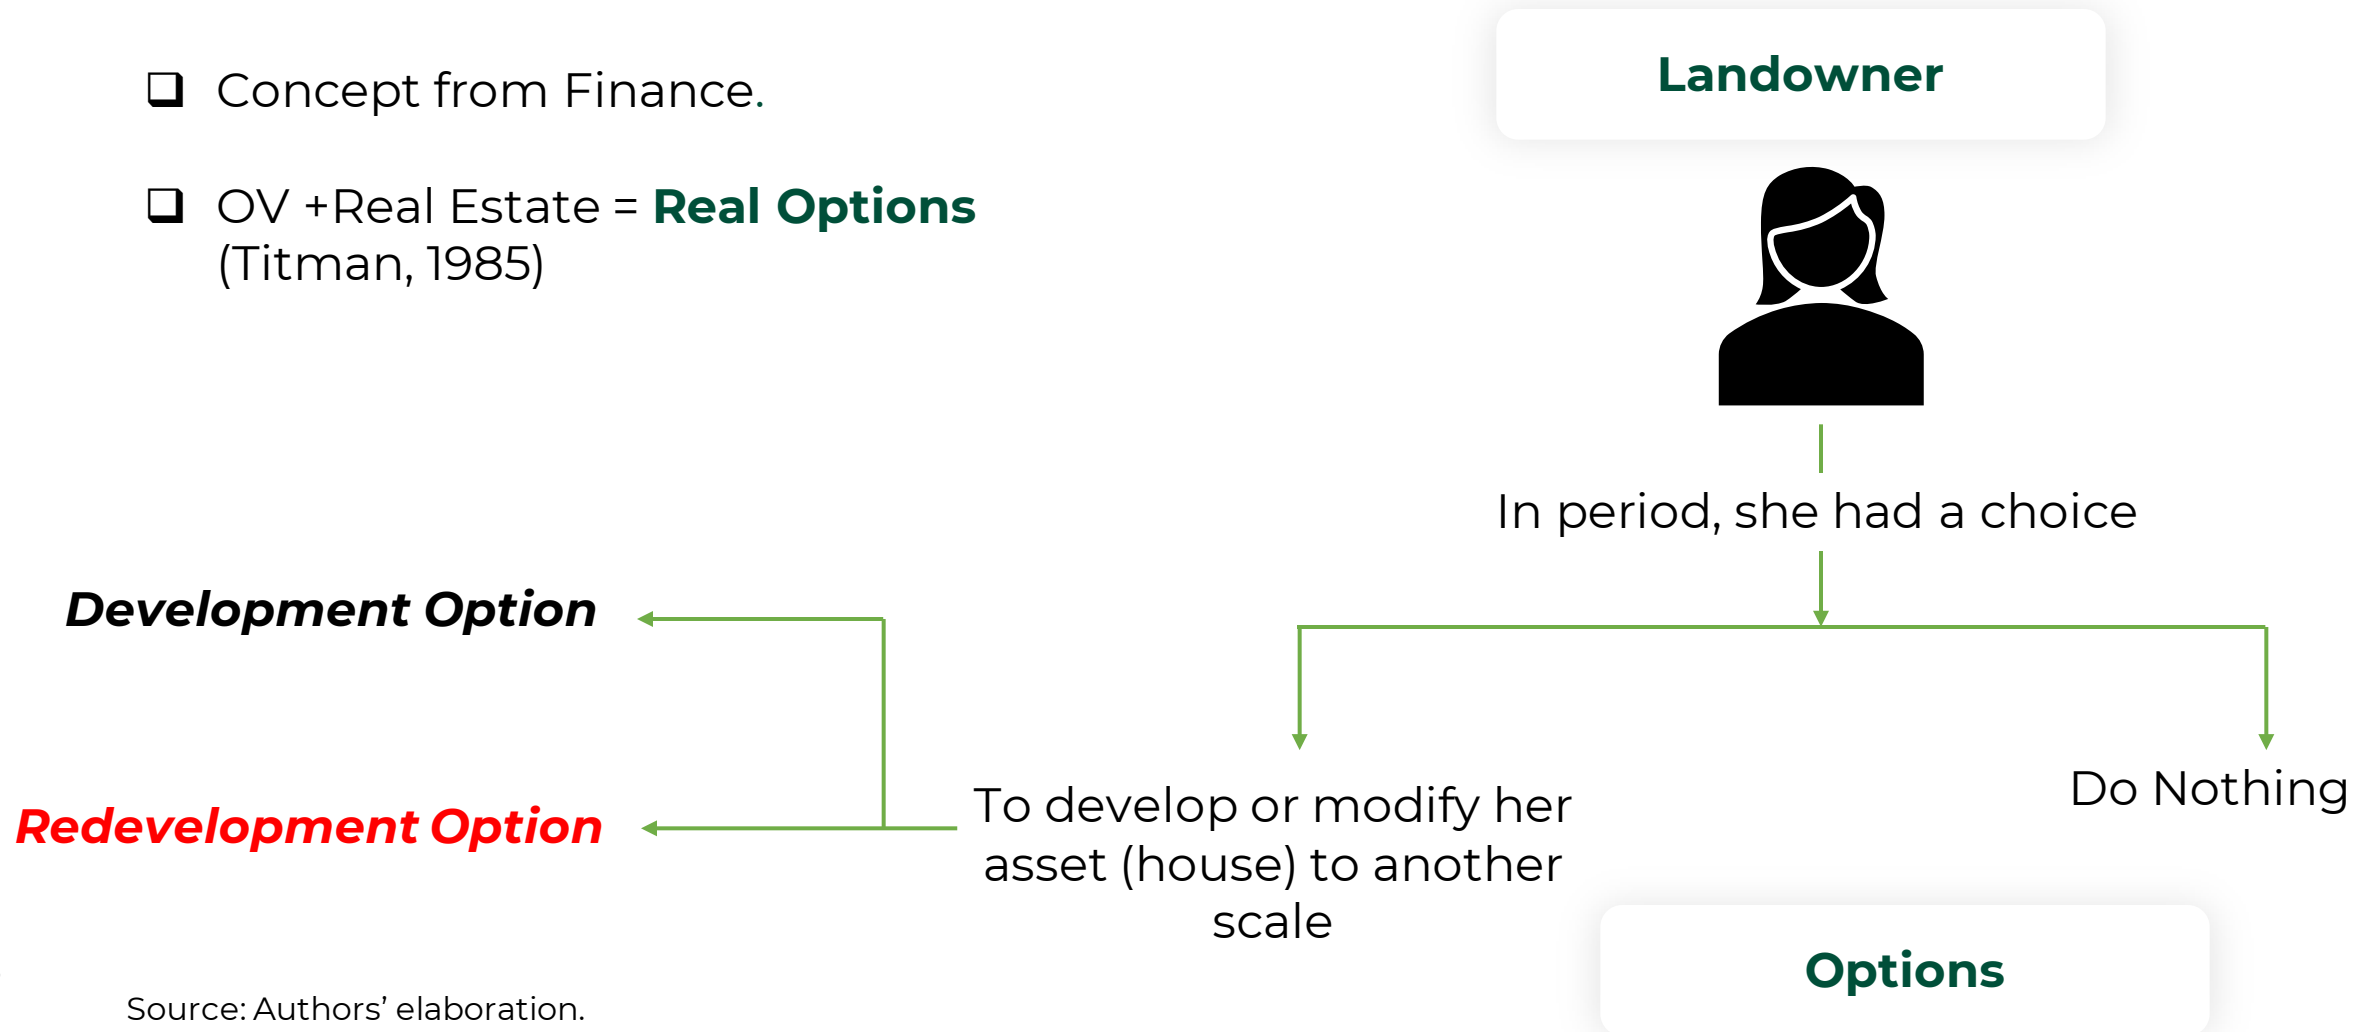 Concept from Finance.
OV +Real Estate = Real Options
(Titman, 1985)
Landowner
In period, she had a choice
Development Option
Redevelopment Option
To develop or modify her
asset (house) to another
scale
Do Nothing
Options
Source: Authors’ elaboration.